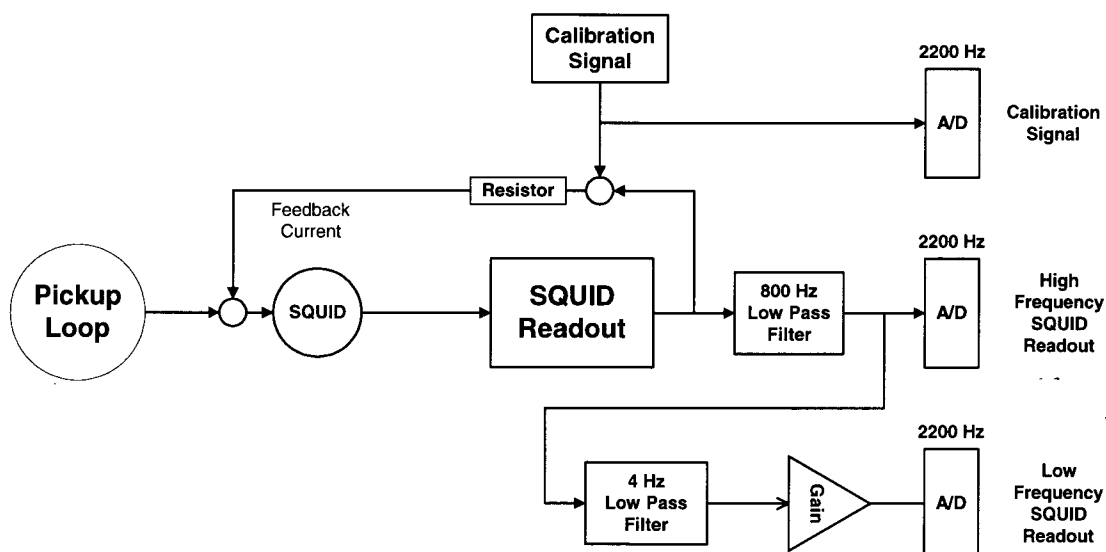 Calibration
Signal
2200 Hz
A/D
Calibration
Signal
Resistor
Feedback
Current
Pickup
Loop
SQUID
SQUID
Readout
800 Hz
Low Pass
Filter
2200 Hz
A/D
High
Frequency
SQUID
Readout
4 Hz
Low Pass
Filter
Gain
2200 Hz
A/D
Low
Frequency
SQUID
Readout